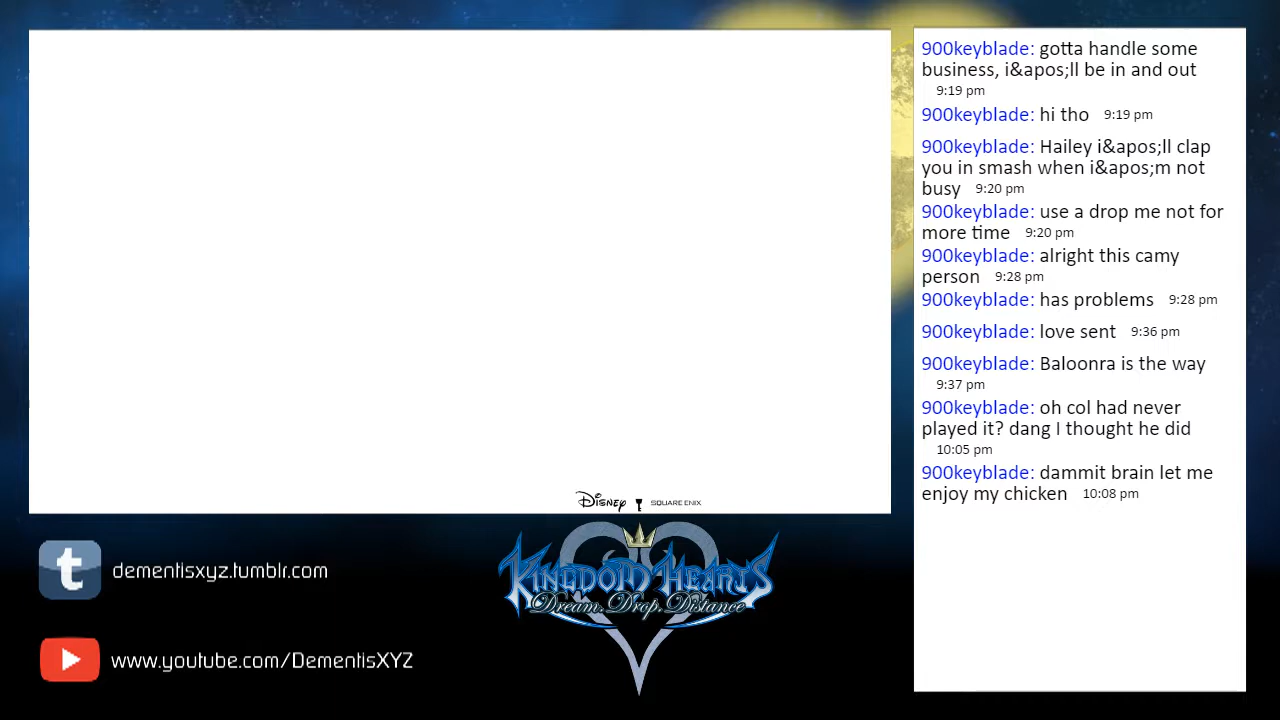 900keyblade: gotta handle some
business, i&apos;ll be in and out
9:19 pm
900keyblade: hi tho 9:19 pm
900keyblade: Hailey i&apos;ll clap
you in smash when i&apos;m not
busy 9:20 pm
900keyblade: use a drop me not for
more time 9:20 pm
900keyblade: alright this camy
person 9:28 pm
900keyblade: has problems 9:28 pm
900keyblade: love sent 9:36 pm
900keyblade: Baloonra is the way
9:37 pm
900keyblade: oh col had never
played it? dang I thought he did
10:05 pm
900keyblade: dammit brain let me
enjoy my chicken 10:08 pm
Disney SQUARE ENIX
KINGDOM HEARTS
Dream.Drop.Distance
t dementisxyz.tumblr.com
www.youtube.com/DementisXYZ